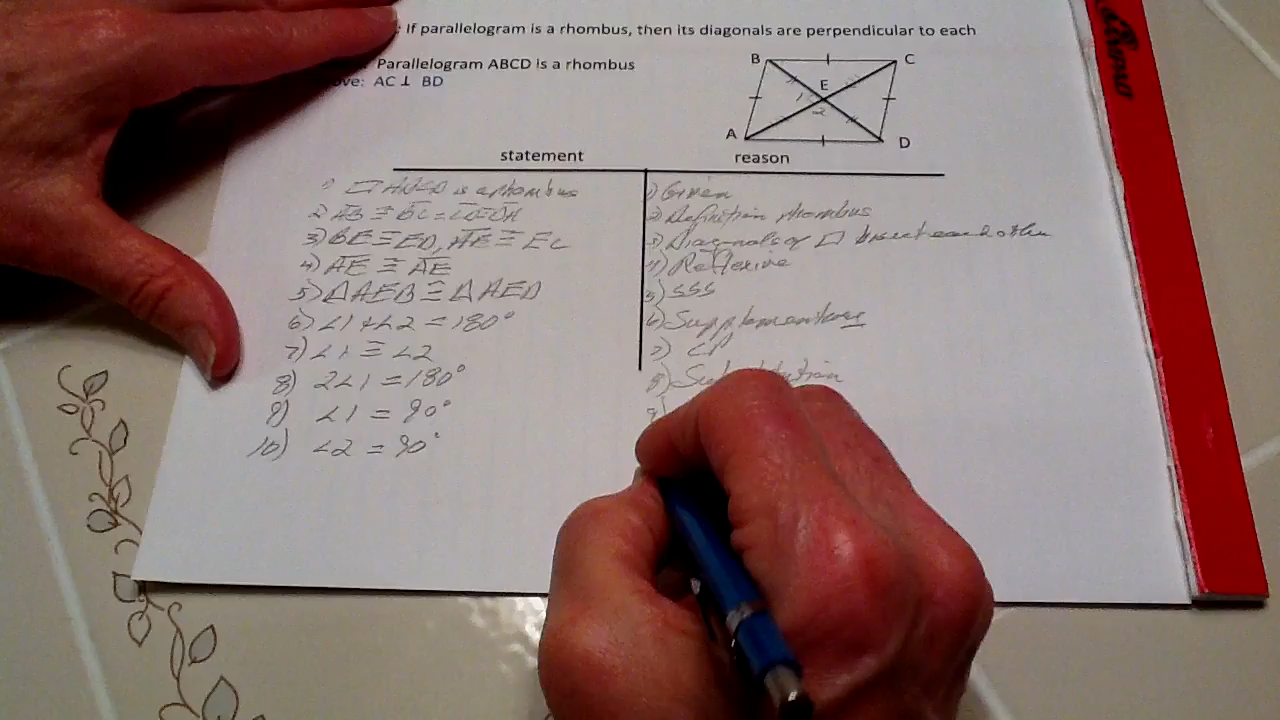 : If parallelogram is a rhombus, then its diagonals are perpendicular to each
Parallelogram ABCD is a rhombus
ove: AC ⊥ BD
B C
E
1
2
A D
statement reason
1) ▱ ABCD is a rhombus 1) Given
2) AB ≅ BC ≅ CD ≅ DA 2) Definition rhombus
3) BE ≅ ED, AE ≅ EC 3) Diagonals of ▱ bisect each other
4) AE ≅ AE 4) Reflexive
5) △AEB ≅ △AED 5) SSS
6) ∠1 + ∠2 = 180° 6) Supplementary
7) ∠1 ≅ ∠2 7) CP
8) 2∠1 = 180° 8) Substitution
9) ∠1 = 90° 9)
10) ∠2 = 90°